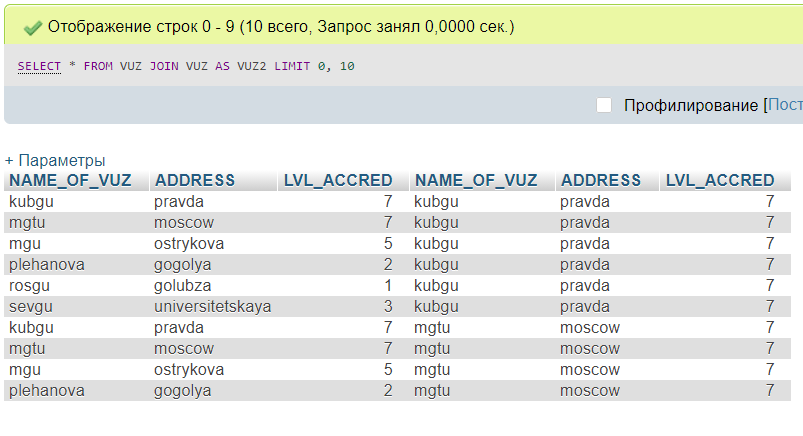 Отображение строк 0 - 9 (10 всего, Запрос занял 0,0000 сек.)
SELECT * FROM VUZ JOIN VUZ AS VUZ2 LIMIT 0, 10
Профилирование [Пост
+ Параметры
NAME_OF_VUZ ADDRESS LVL_ACCRED NAME_OF_VUZ ADDRESS LVL_ACCRED
kubgu pravda 7 kubgu pravda 7
mgtu moscow 7 kubgu pravda 7
mgu ostrykova 5 kubgu pravda 7
plehanova gogolya 2 kubgu pravda 7
rosgu golubza 1 kubgu pravda 7
sevgu universitetskaya 3 kubgu pravda 7
kubgu pravda 7 mgtu moscow 7
mgtu moscow 7 mgtu moscow 7
mgu ostrykova 5 mgtu moscow 7
plehanova gogolya 2 mgtu moscow 7